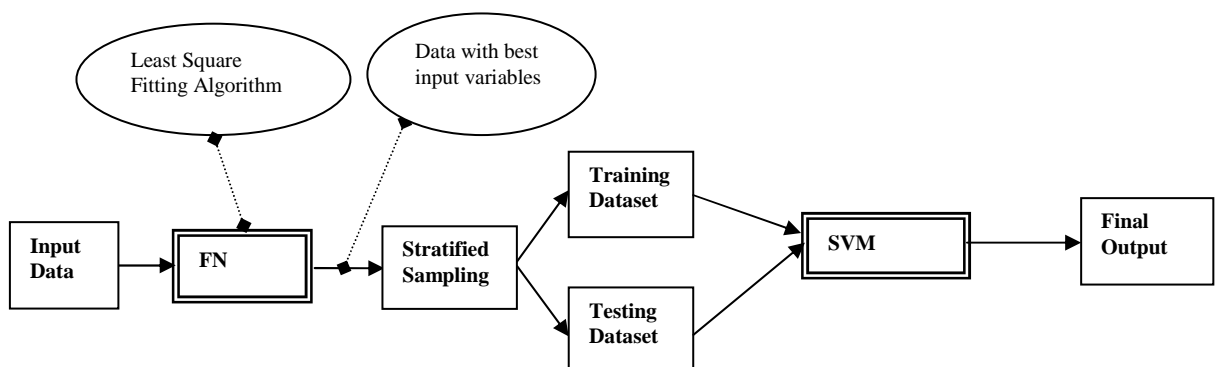 Least Square
Fitting Algorithm
Data with best
input variables
Input
Data
FN
Stratified
Sampling
Training
Dataset
Testing
Dataset
SVM
Final
Output